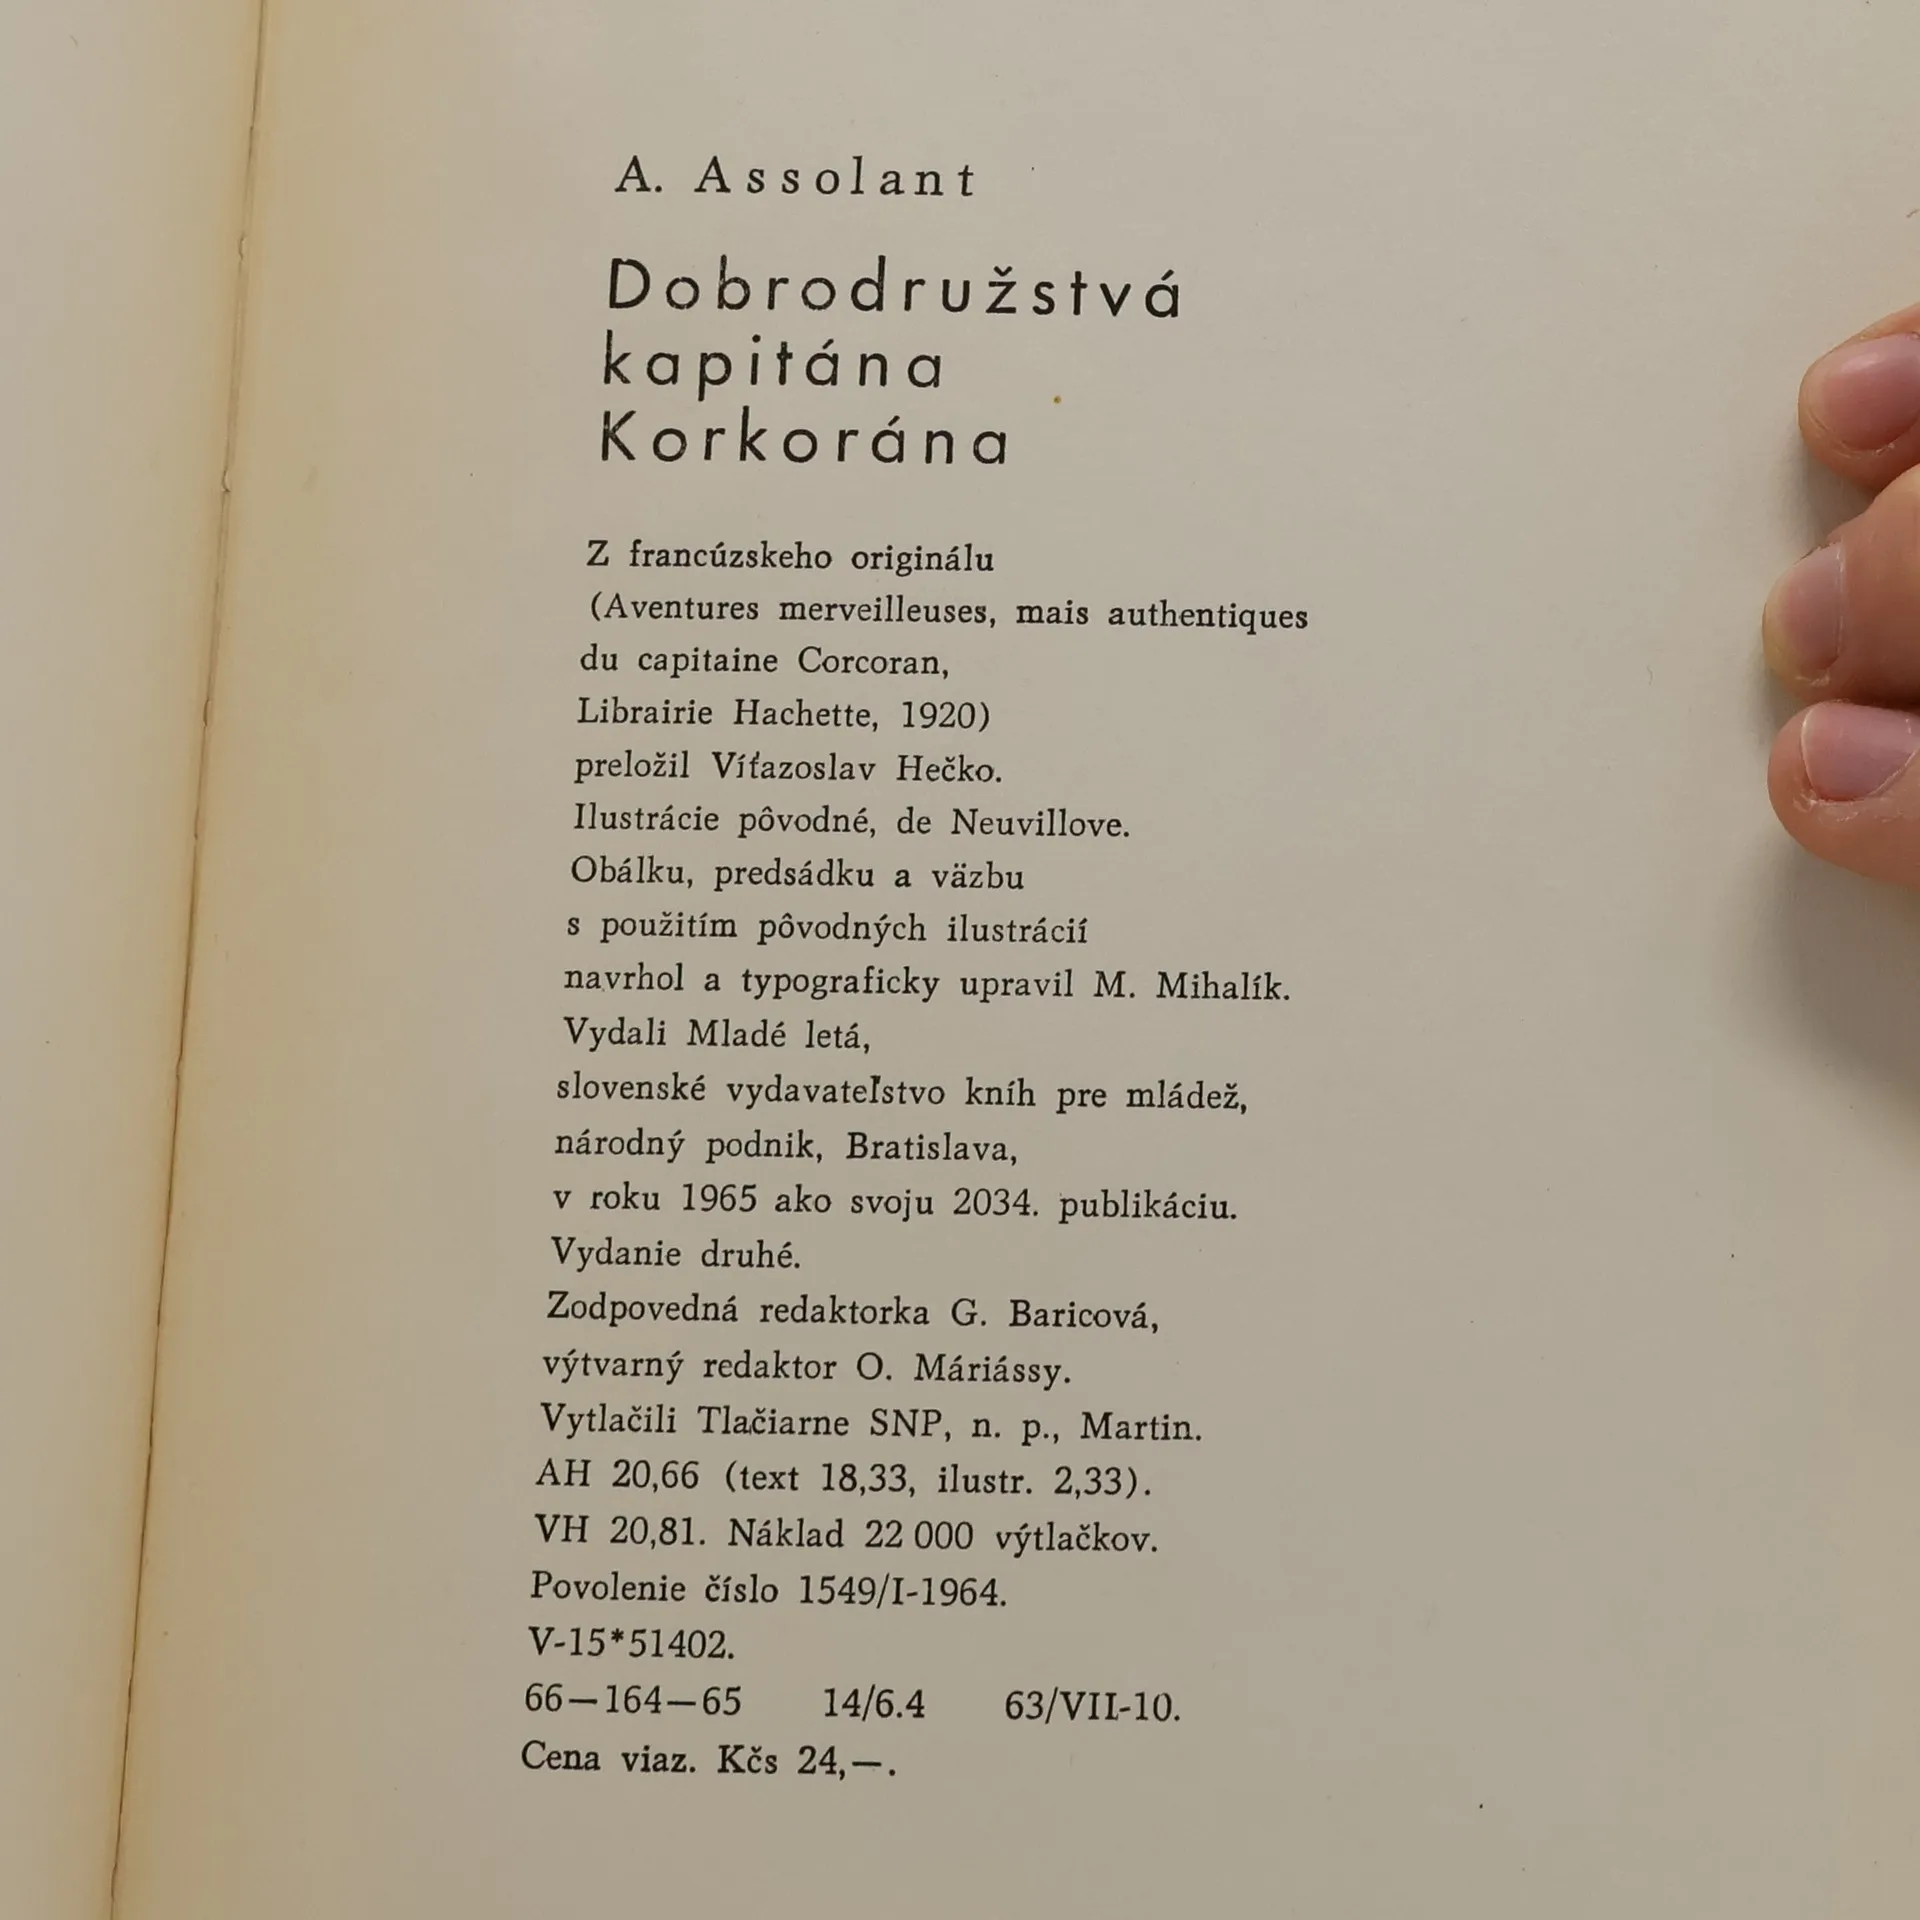 A. Assolant
Dobrodružstvá
kapitána
Korkorána
Z francúzskeho originálu
(Aventures merveilleuses, mais authentiques
du capitaine Corcoran,
Librairie Hachette, 1920)
preložil Víťazoslav Hečko.
Ilustrácie pôvodné, de Neuvillove.
Obálku, predsádku a väzbu
s použitím pôvodných ilustrácií
navrhol a typograficky upravil M. Mihalík.
Vydali Mladé letá,
slovenské vydavateľstvo kníh pre mládež,
národný podnik, Bratislava,
v roku 1965 ako svoju 2034. publikáciu.
Vydanie druhé.
Zodpovedná redaktorka G. Baricová,
výtvarný redaktor O. Máriássy.
Vytlačili Tlačiarne SNP, n. p., Martin.
AH 20,66 (text 18,33, ilustr. 2,33).
VH 20,81. Náklad 22 000 výtlačkov.
Povolenie číslo 1549/I-1964.
V-15*51402.
66—164—65 14/6.4 63/VII-10.
Cena viaz. Kčs 24,—.